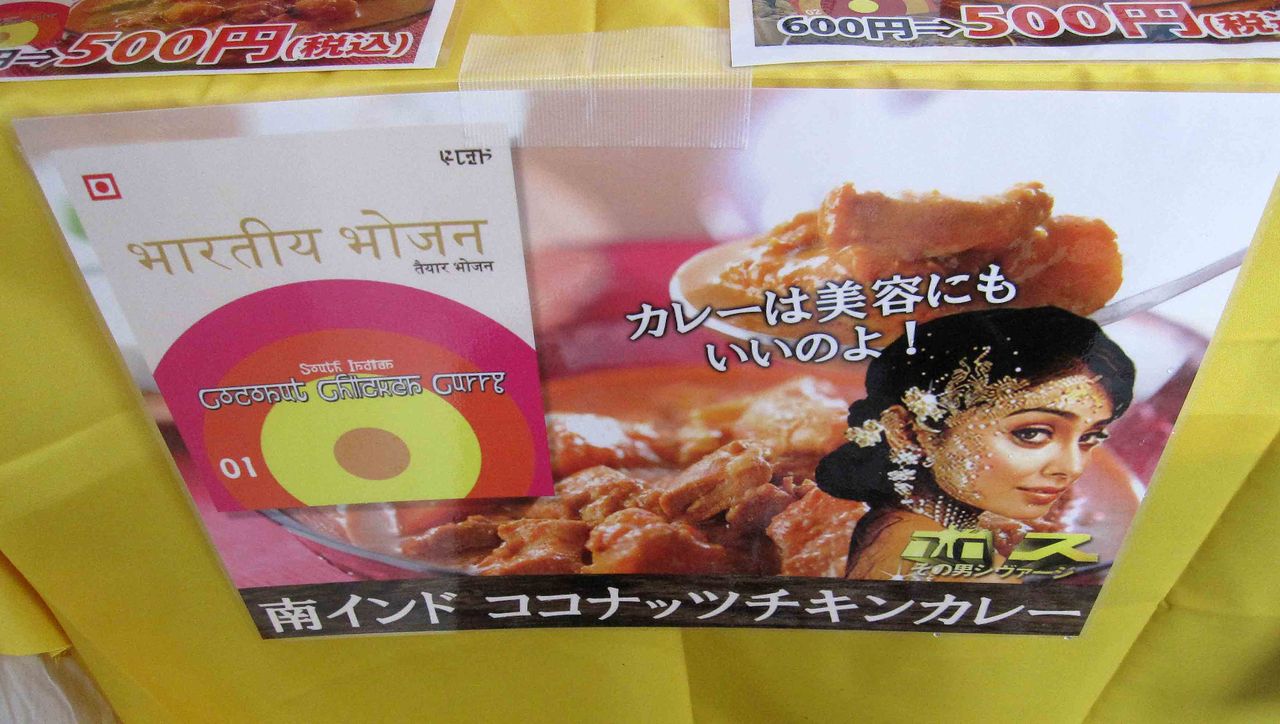 円⇒500円(税込)
600円⇒500円(税
02
भारतीय भोजन
तैयार भोजन
South Indian
Coconut Chicken Curry
01
カレーは美容にも
いいのよ！
ボス
その男シヴァージ
南インド ココナッツチキンカレー